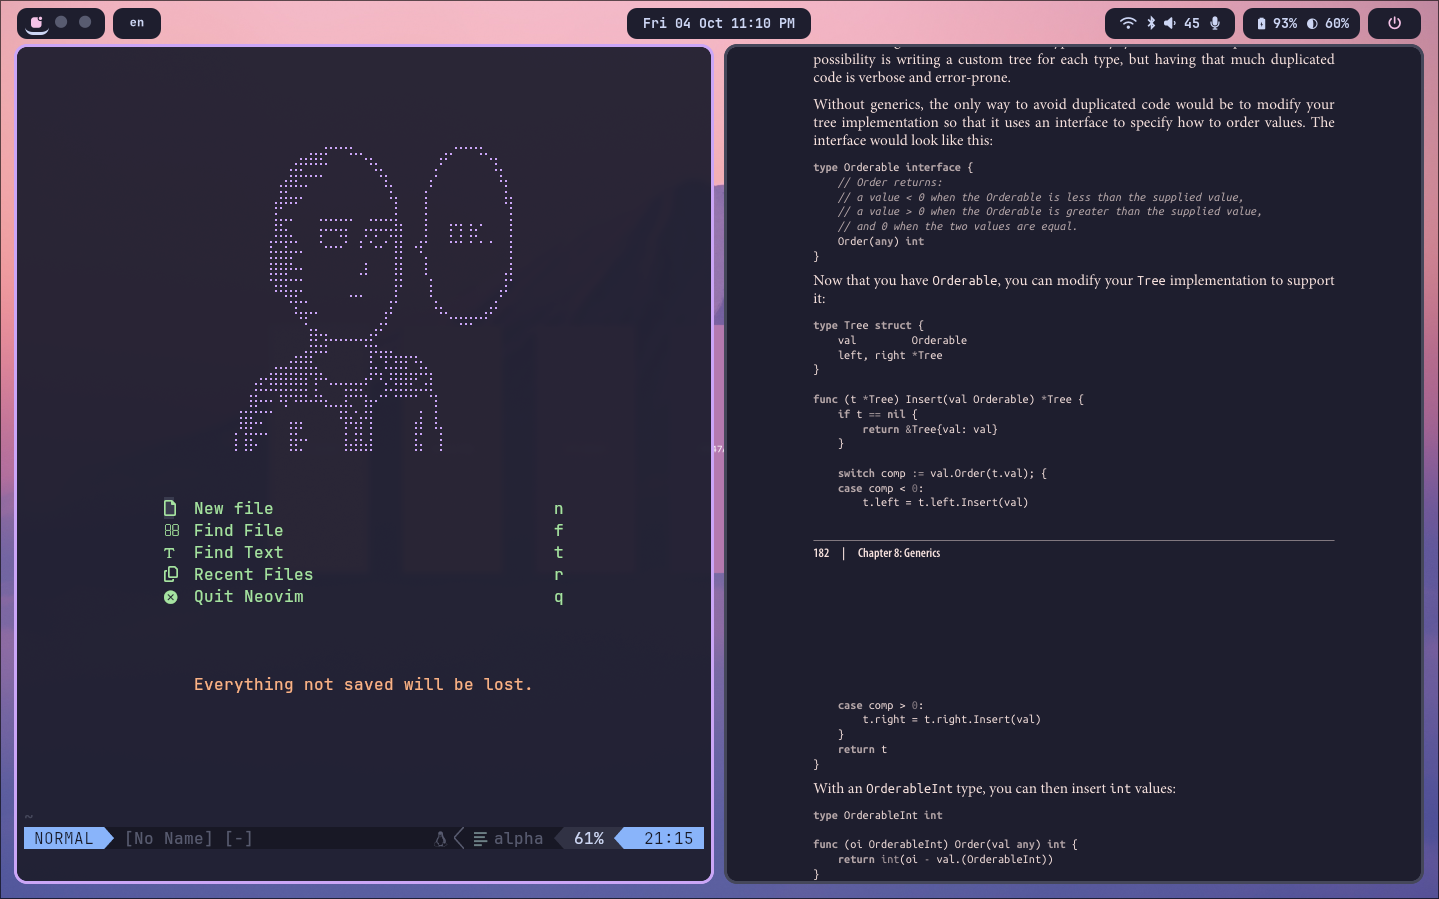 en
Fri 04 Oct 11:10 PM
45
93% 60%
New file n
Find File f
Find Text t
Recent Files r
Quit Neovim q
Everything not saved will be lost.
~
NORMAL [No Name] [-] alpha 61% 21:15
possibility is writing a custom tree for each type, but having that much duplicated
code is verbose and error-prone.
Without generics, the only way to avoid duplicated code would be to modify your
tree implementation so that it uses an interface to specify how to order values. The
interface would look like this:
type Orderable interface {
// Order returns:
// a value < 0 when the Orderable is less than the supplied value,
// a value > 0 when the Orderable is greater than the supplied value,
// and 0 when the two values are equal.
Order(any) int
}
Now that you have Orderable, you can modify your Tree implementation to support
it:
type Tree struct {
val Orderable
left, right *Tree
}
func (t *Tree) Insert(val Orderable) *Tree {
if t == nil {
return &Tree{val: val}
}
switch comp := val.Order(t.val); {
case comp < 0:
t.left = t.left.Insert(val)
182 | Chapter 8: Generics
case comp > 0:
t.right = t.right.Insert(val)
}
return t
}
With an OrderableInt type, you can then insert int values:
type OrderableInt int
func (oi OrderableInt) Order(val any) int {
return int(oi - val.(OrderableInt))
}